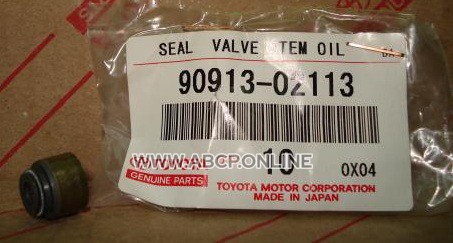 SEAL VALVE STEM OIL
90913-02113
10
0X04
WWW.ABCP.ONLINE
TOYOTA
GENUINE PARTS
TOYOTA MOTOR CORPORATION
MADE IN JAPAN